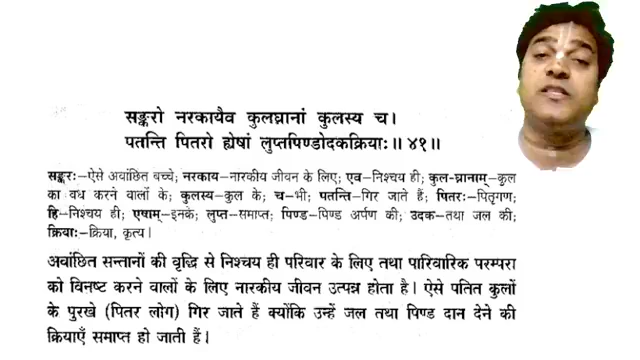 सङ्करो नरकायैव कुलघ्नानां कुलस्य च।
पतन्ति पितरो ह्येषां लुप्तपिण्डोदकक्रियाः॥ ४१॥
सङ्करः–ऐसे अवांछित बच्चे; नरकाय–नारकीय जीवन के लिए; एव–निश्चय ही; कुल-घ्नानाम्–कुल
का वध करने वालों के; कुलस्य–कुल के; च–भी; पतन्ति–गिर जाते हैं; पितरः–पितृगण;
हि–निश्चय ही; एषाम्–इनके; लुप्त–समाप्त; पिण्ड–पिण्ड अर्पण की; उदक–तथा जल की;
क्रियाः–क्रिया, कृत्य।
अवांछित सन्तानों की वृद्धि से निश्चय ही परिवार के लिए तथा पारिवारिक परम्परा
को विनष्ट करने वालों के लिए नारकीय जीवन उत्पन्न होता है। ऐसे पतित कुलों
के पुरखे (पितर लोग) गिर जाते हैं क्योंकि उन्हें जल तथा पिण्ड दान देने की
क्रियाएँ समाप्त हो जाती हैं।